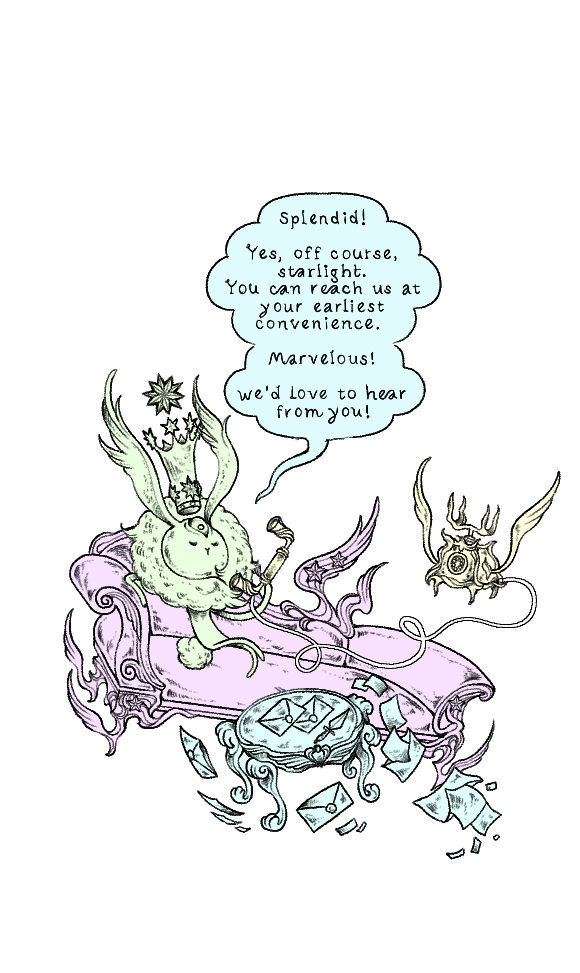 Splendid!
Yes, off course,
starlight.
You can reach us at
your earliest
convenience.
Marvelous!
we'd love to hear
from you!